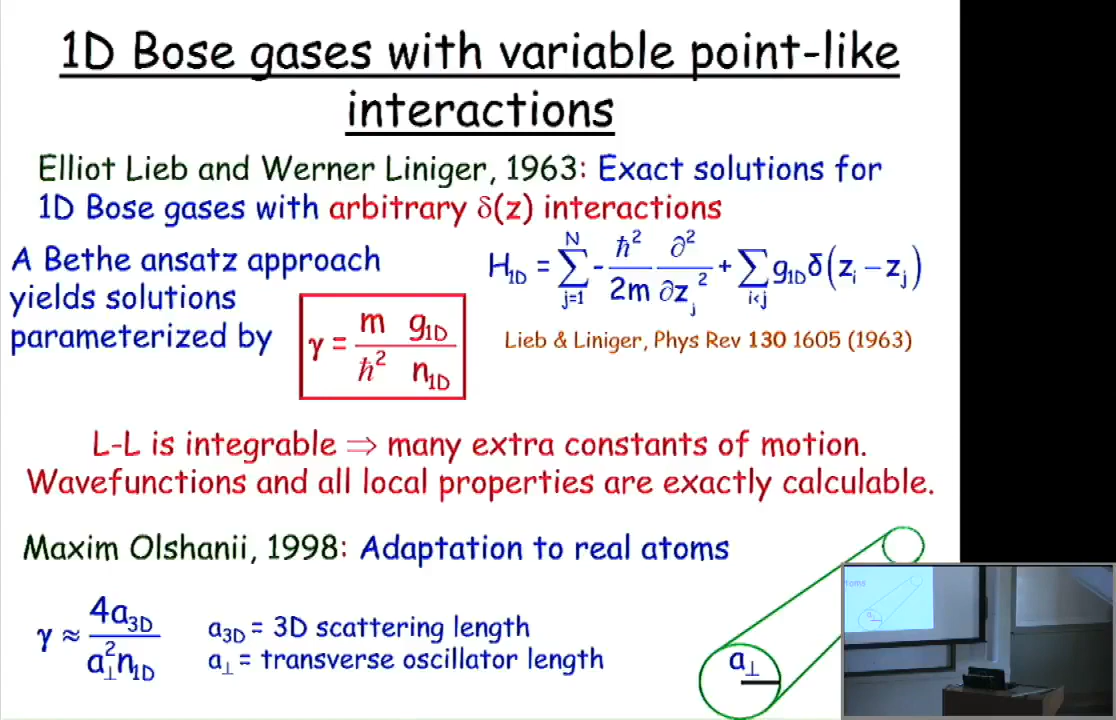 1D Bose gases with variable point-like
interactions
Elliot Lieb and Werner Liniger, 1963: Exact solutions for
1D Bose gases with arbitrary δ(z) interactions
A Bethe ansatz approach
yields solutions
parameterized by
γ = m g1D / ħ² n1D
H1D = ∑_{j=1}^{N} - ħ²/2m ∂²/∂z_j² + ∑_{i<j} g1D δ(z_i − z_j)
Lieb & Liniger, Phys Rev 130 1605 (1963)
L-L is integrable ⇒ many extra constants of motion.
Wavefunctions and all local properties are exactly calculable.
Maxim Olshanii, 1998: Adaptation to real atoms
γ ≈ 4a3D / a⊥² n1D
a3D = 3D scattering length
a⊥ = transverse oscillator length
a⊥
toms